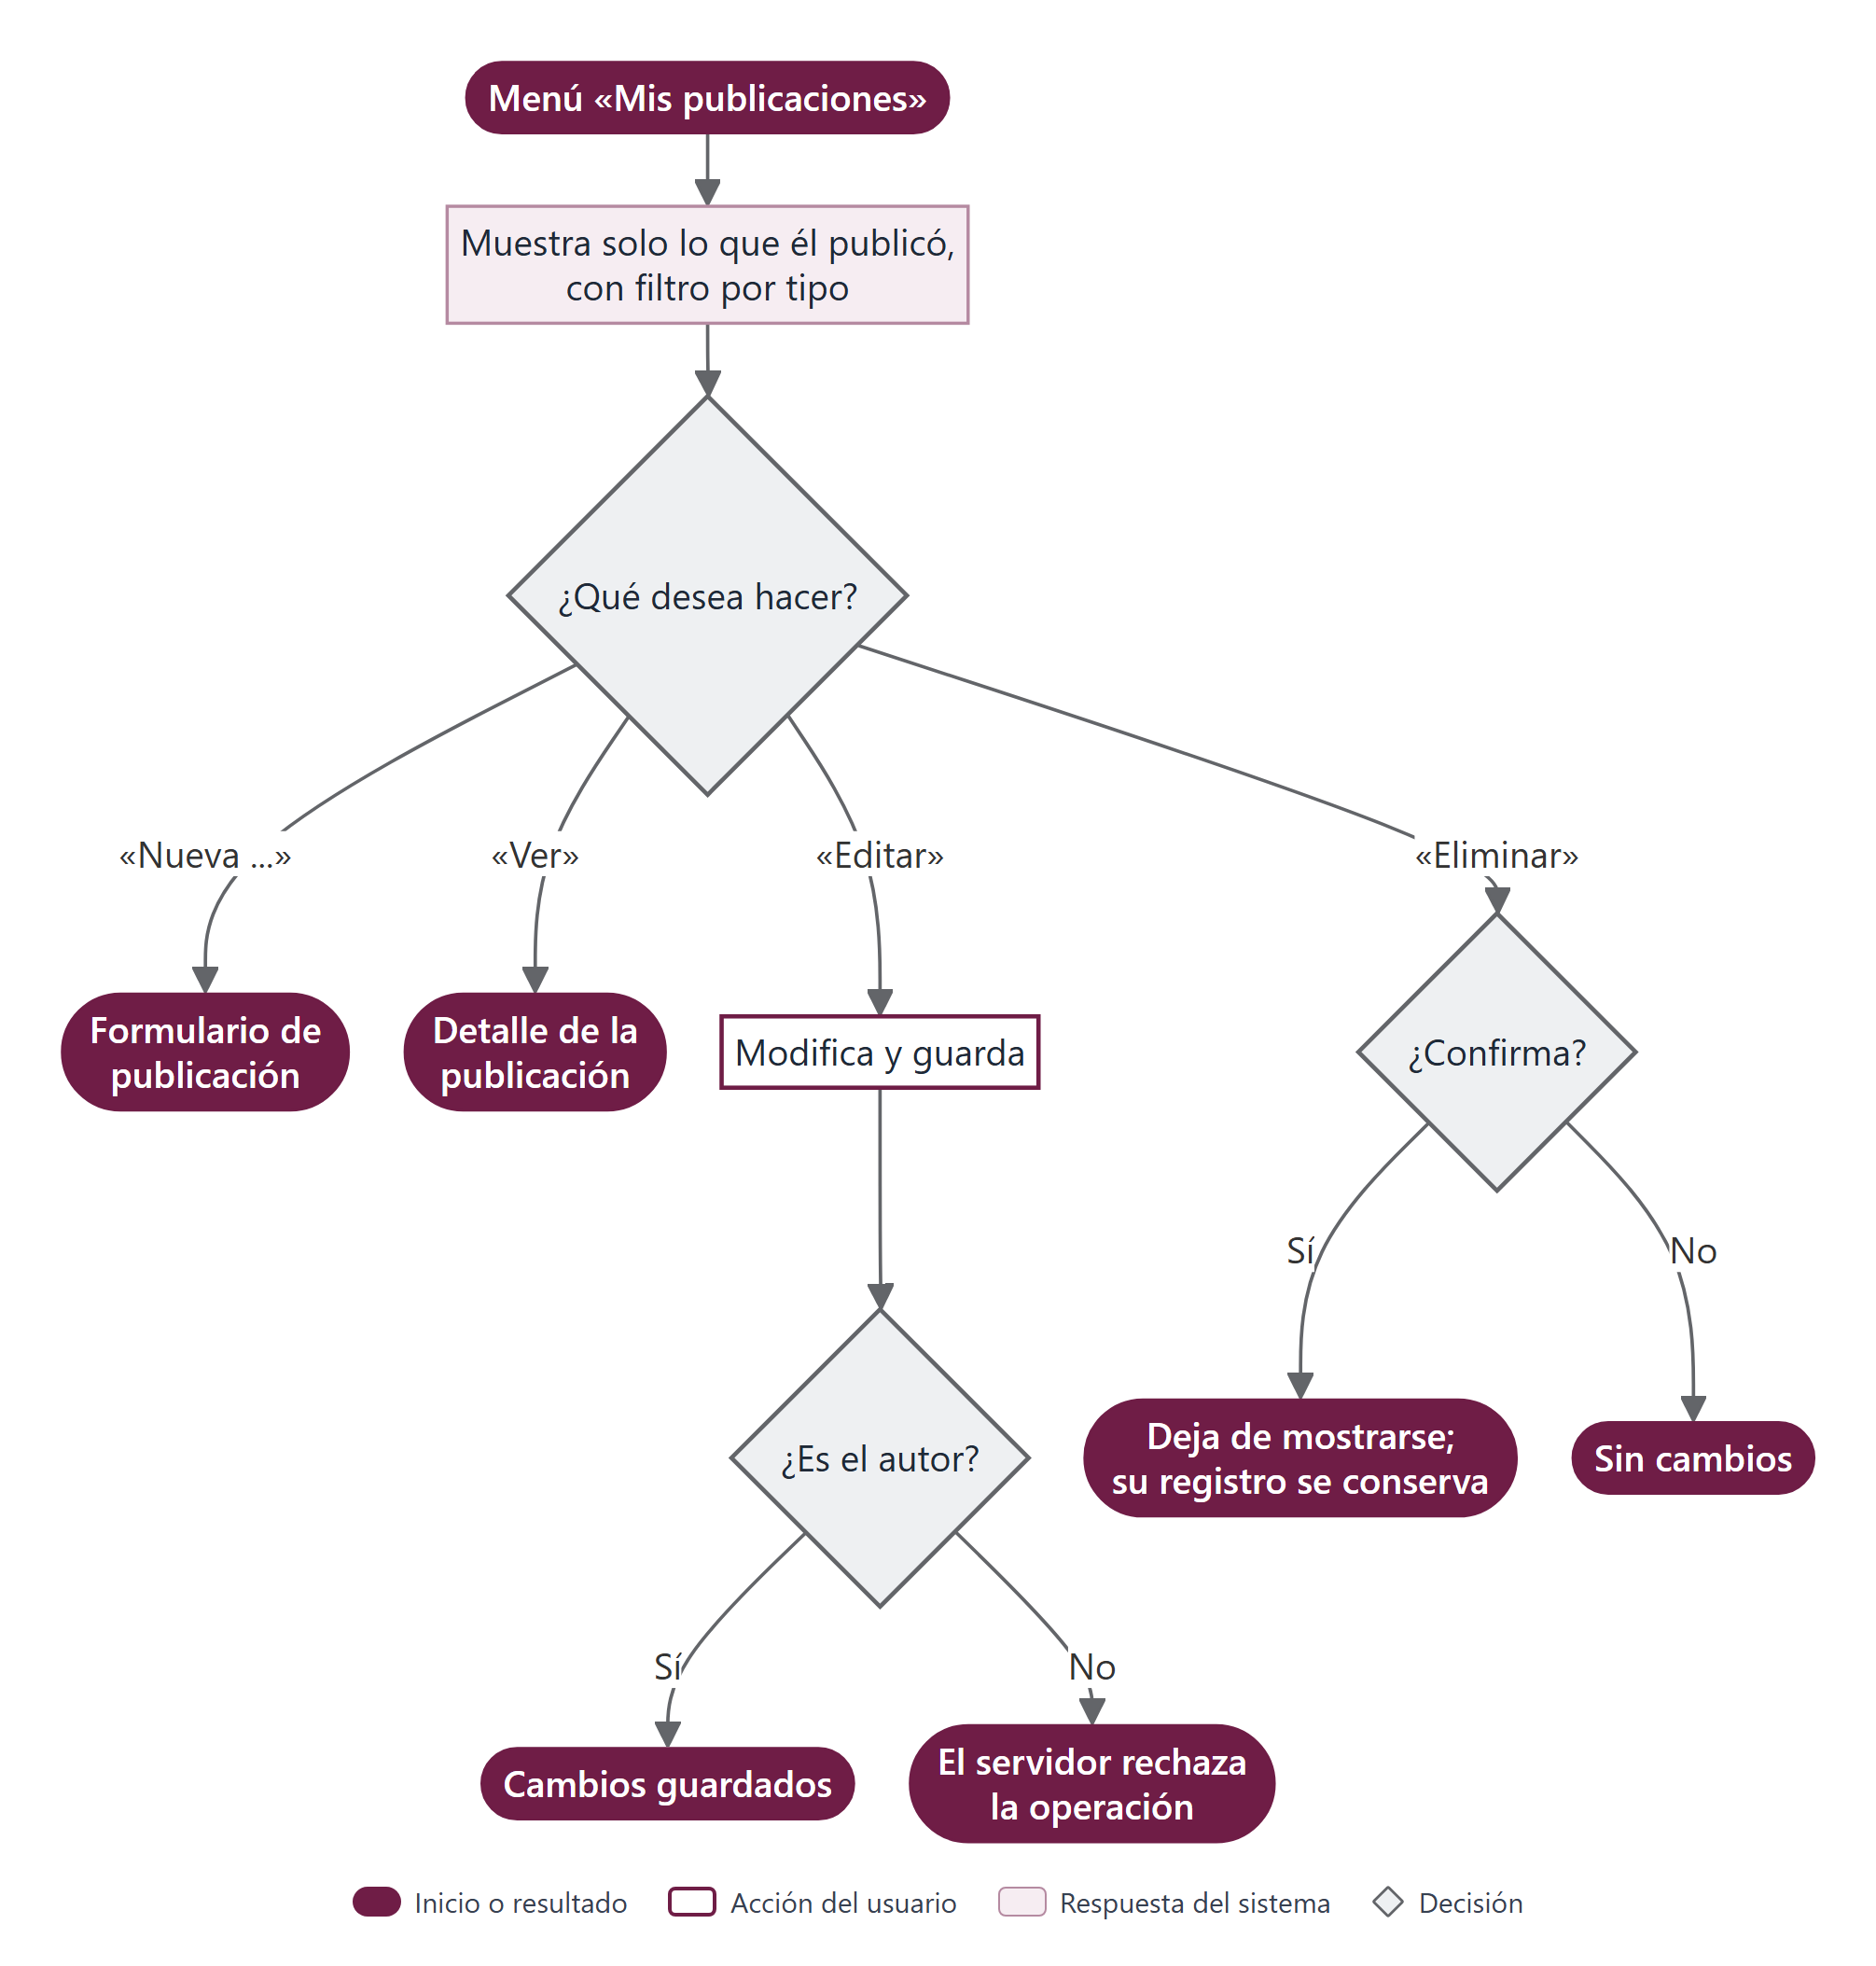 Menú «Mis publicaciones»
Muestra solo lo que él publicó,
con filtro por tipo
¿Qué desea hacer?
«Nueva ...»
«Ver»
«Editar»
«Eliminar»
Formulario de
publicación
Detalle de la
publicación
Modifica y guarda
¿Confirma?
Sí
No
Deja de mostrarse;
su registro se conserva
Sin cambios
¿Es el autor?
Sí
No
Cambios guardados
El servidor rechaza
la operación
Inicio o resultado
Acción del usuario
Respuesta del sistema
Decisión